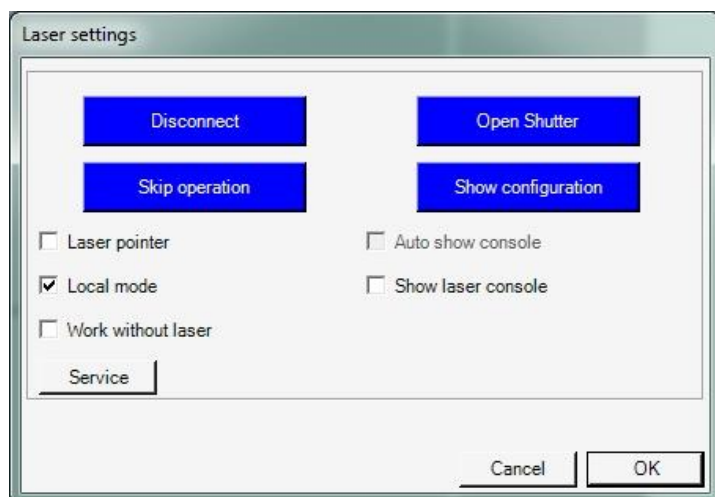 Laser settings
Disconnect
Open Shutter
Skip operation
Show configuration
Laser pointer
Auto show console
Local mode
Show laser console
Work without laser
Service
Cancel
OK